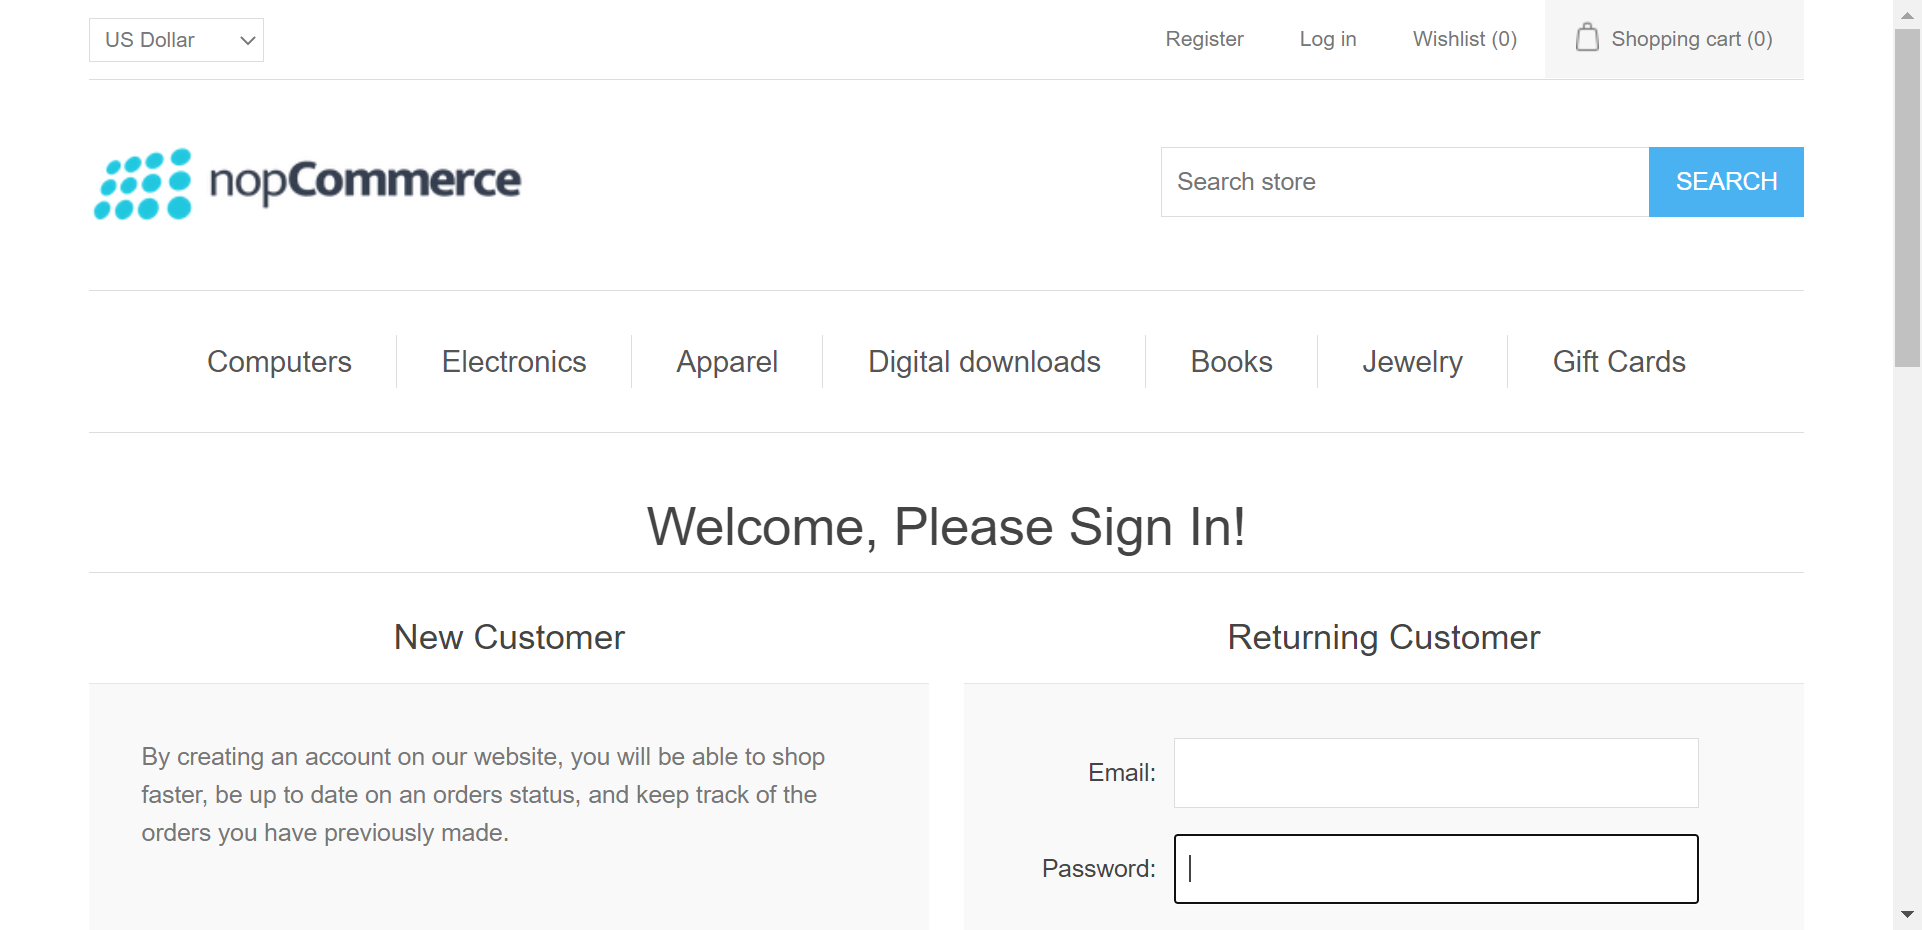 US Dollar
Register
Log in
Wishlist (0)
Shopping cart (0)
nopCommerce
Search store
SEARCH
Computers
Electronics
Apparel
Digital downloads
Books
Jewelry
Gift Cards
Welcome, Please Sign In!
New Customer
By creating an account on our website, you will be able to shop
faster, be up to date on an orders status, and keep track of the
orders you have previously made.
Returning Customer
Email:
Password: